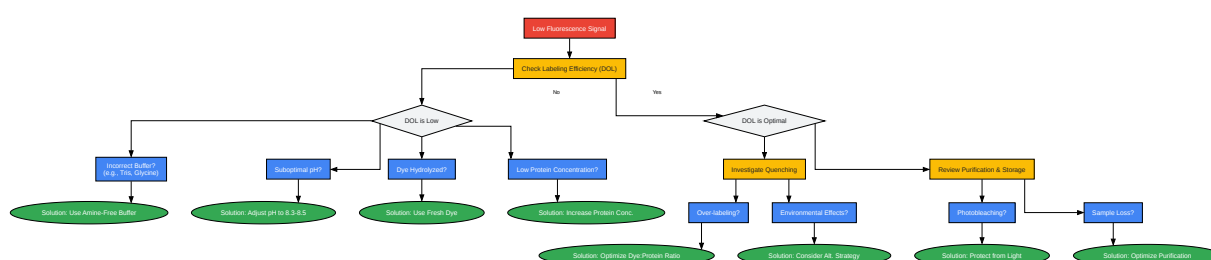 Low Fluorescence Signal
Check Labeling Efficiency (DOL)
No
Yes
DOL is Low
DOL is Optimal
Incorrect Buffer?
(e.g., Tris, Glycine)
Suboptimal pH?
Dye Hydrolyzed?
Low Protein Concentration?
Investigate Quenching
Review Purification & Storage
Solution: Use Amine-Free Buffer
Solution: Adjust pH to 8.3-8.5
Solution: Use Fresh Dye
Solution: Increase Protein Conc.
Over-labeling?
Environmental Effects?
Photobleaching?
Sample Loss?
Solution: Optimize Dye:Protein Ratio
Solution: Consider Alt. Strategy
Solution: Protect from Light
Solution: Optimize Purification